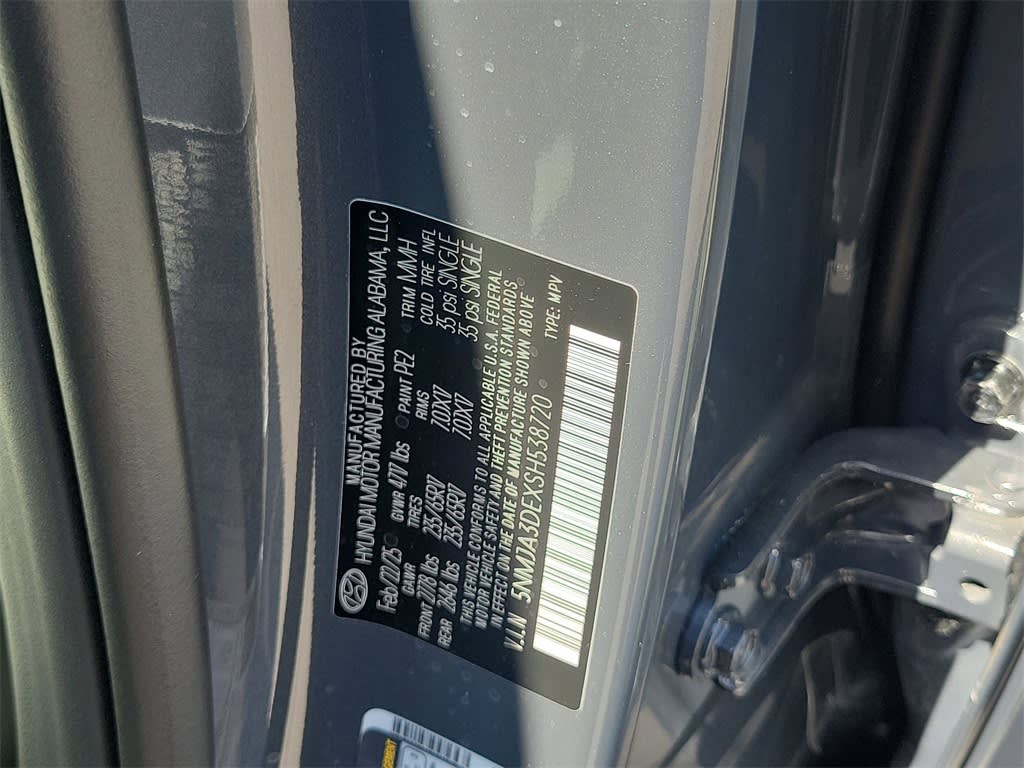 MANUFACTURED BY
HYUNDAI MOTOR MANUFACTURING ALABAMA, LLC
Feb/21/25 GVWR 4717 lbs PAINT PE2 TRIM MMH
GAWR TIRES RIMS COLD TIRE INFL
FRONT 2778 lbs 235/65R17 7.0JX17 35 psi SINGLE
REAR 2646 lbs 235/65R17 7.0JX17 35 psi SINGLE
THIS VEHICLE CONFORMS TO ALL APPLICABLE U.S.A. FEDERAL
MOTOR VEHICLE SAFETY AND THEFT PREVENTION STANDARDS
IN EFFECT ON THE DATE OF MANUFACTURE SHOWN ABOVE
V.I.N 5NMJA3DEXSH538720 TYPE: MPV